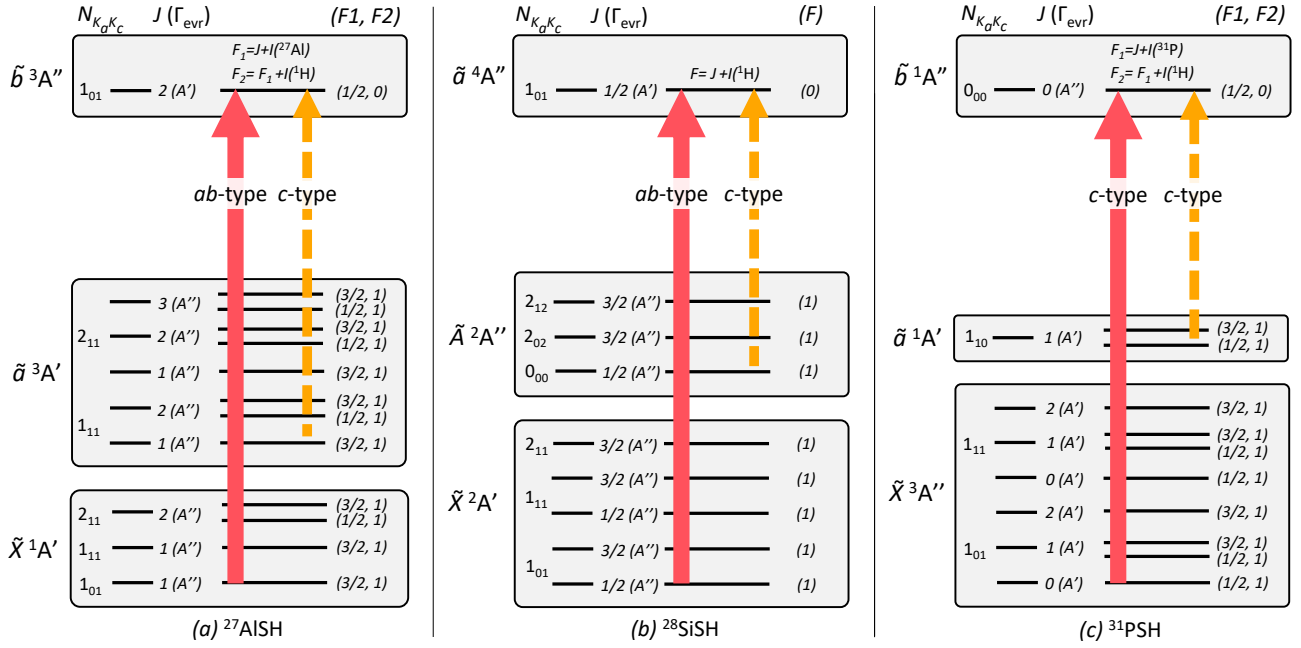 N_{K_aK_c} J (Γ_evr) (F1, F2)
b̃ ³A''
F₁=J+I(²⁷Al)
F₂= F₁ +I(¹H)
1₀₁ 2 (A') (1/2, 0)
ab-type c-type
ã ³A'
3 (A'') (3/2, 1)
(1/2, 1)
2₁₁ 2 (A'') (3/2, 1)
(1/2, 1)
1 (A'') (3/2, 1)
1₁₁ 2 (A'') (3/2, 1)
(1/2, 1)
1 (A'') (3/2, 1)
X̃ ¹A'
2₁₁ 2 (A'') (3/2, 1)
(1/2, 1)
1₁₁ 1 (A'') (3/2, 1)
1₀₁ 1 (A'') (3/2, 1)
(a) ²⁷AlSH
N_{K_aK_c} J (Γ_evr) (F)
ã ⁴A''
F= J+I(¹H)
1₀₁ 1/2 (A') (0)
ab-type c-type
Ã ²A''
2₁₂ 3/2 (A'') (1)
2₀₂ 3/2 (A'') (1)
0₀₀ 1/2 (A'') (1)
X̃ ²A'
2₁₁ 3/2 (A'') (1)
1₁₁ 3/2 (A'') (1)
1/2 (A'') (1)
1₀₁ 3/2 (A'') (1)
1/2 (A'') (1)
(b) ²⁸SiSH
N_{K_aK_c} J (Γ_evr) (F1, F2)
b̃ ¹A''
F₁=J+I(³¹P)
F₂= F₁ +I(¹H)
0₀₀ 0 (A'') (1/2, 0)
c-type c-type
ã ¹A'
1₁₀ 1 (A') (3/2, 1)
(1/2, 1)
X̃ ³A''
2 (A') (3/2, 1)
1₁₁ 1 (A') (3/2, 1)
(1/2, 1)
0 (A') (1/2, 1)
2 (A') (3/2, 1)
1₀₁ 1 (A') (3/2, 1)
(1/2, 1)
0 (A') (1/2, 1)
(c) ³¹PSH